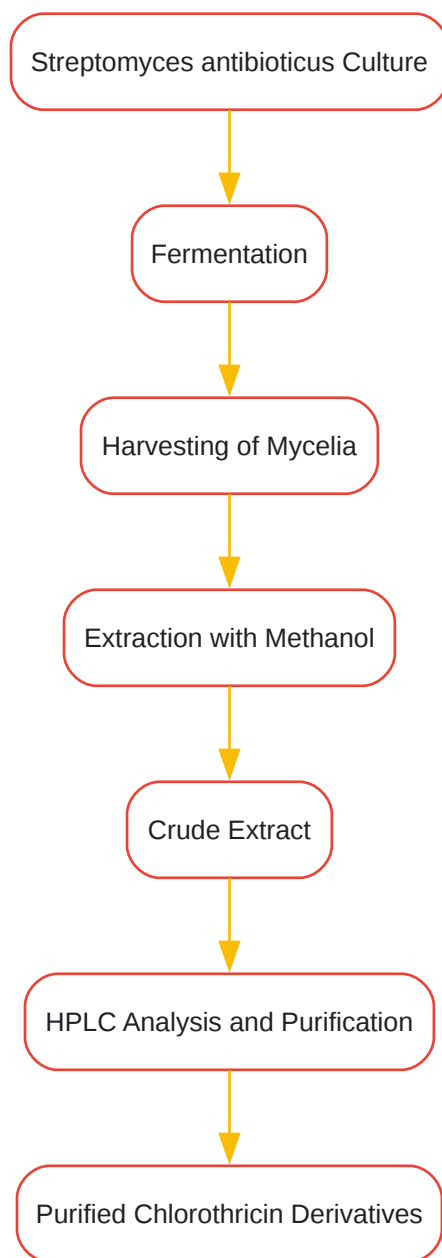 Streptomyces antibioticus Culture
Fermentation
Harvesting of Mycelia
Extraction with Methanol
Crude Extract
HPLC Analysis and Purification
Purified Chlorothricin Derivatives